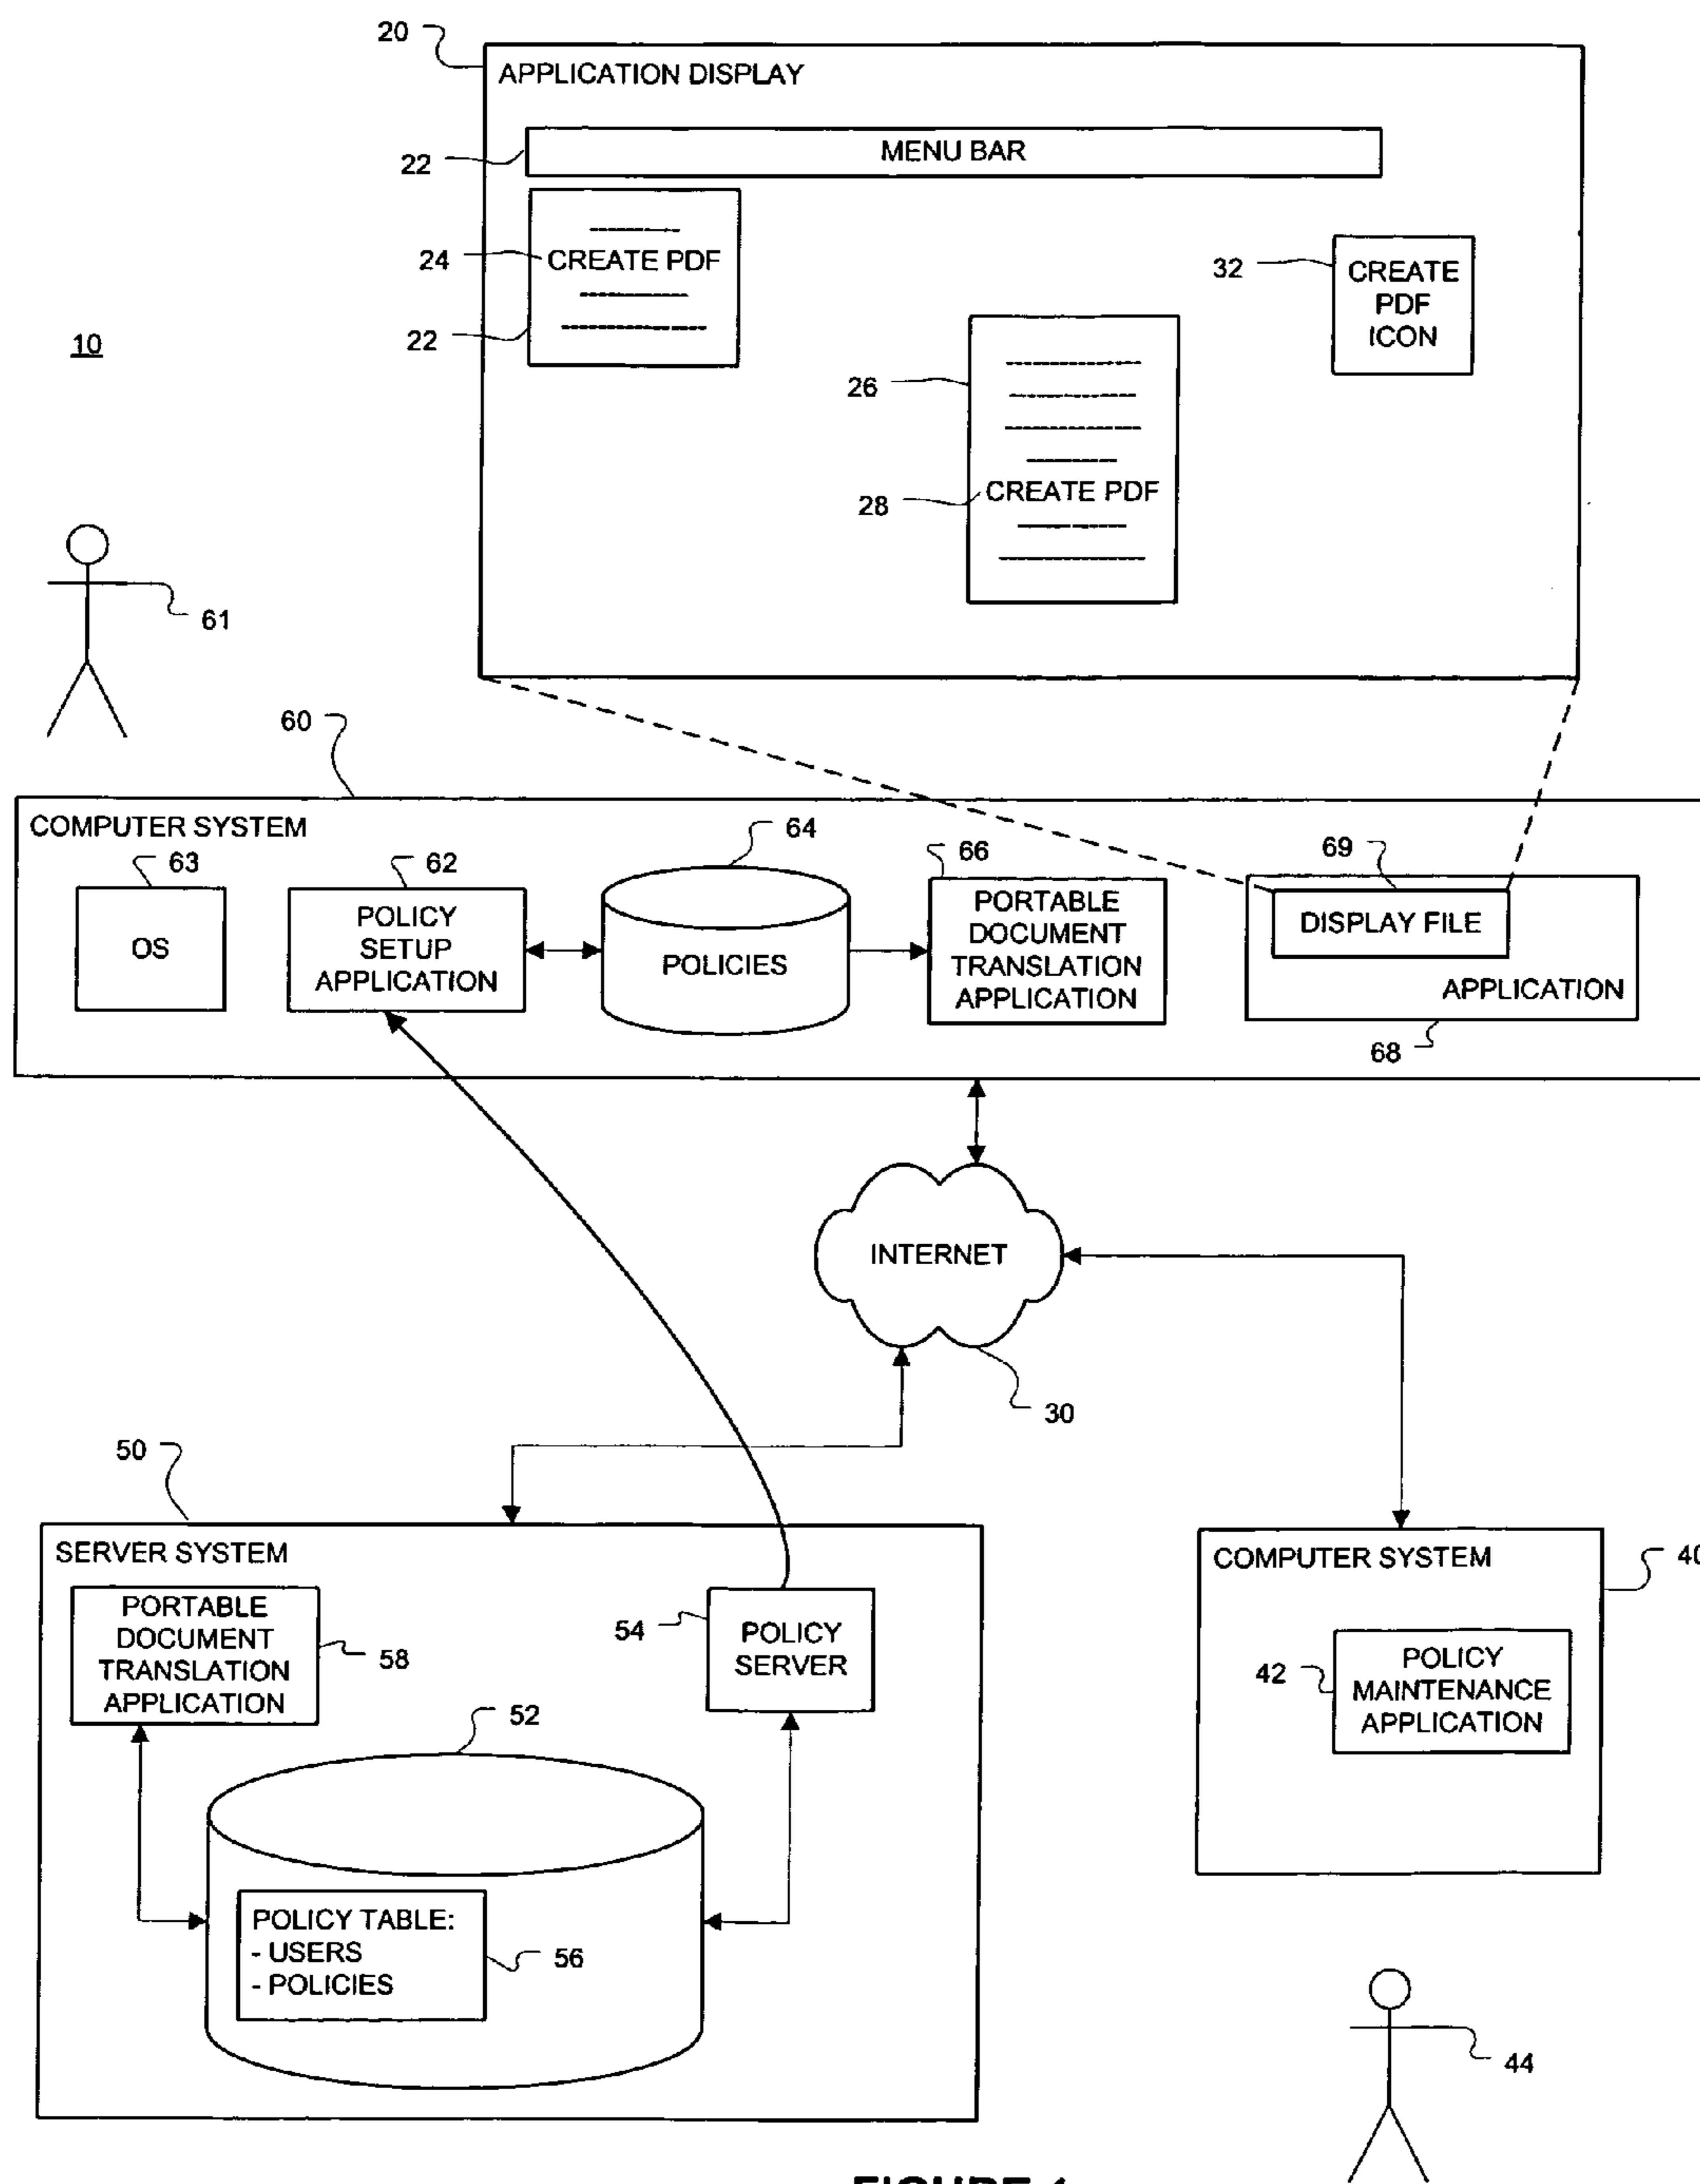 20
APPLICATION DISPLAY
22
MENU BAR
24
CREATE PDF
22
32
CREATE
PDF
ICON
10
26
28
CREATE PDF
61
60
COMPUTER SYSTEM
63
OS
62
POLICY
SETUP
APPLICATION
64
POLICIES
66
PORTABLE
DOCUMENT
TRANSLATION
APPLICATION
69
DISPLAY FILE
APPLICATION
68
INTERNET
30
50
SERVER SYSTEM
PORTABLE
DOCUMENT
TRANSLATION
APPLICATION
58
54
POLICY
SERVER
52
POLICY TABLE:
- USERS
- POLICIES
56
COMPUTER SYSTEM
40
42
POLICY
MAINTENANCE
APPLICATION
44